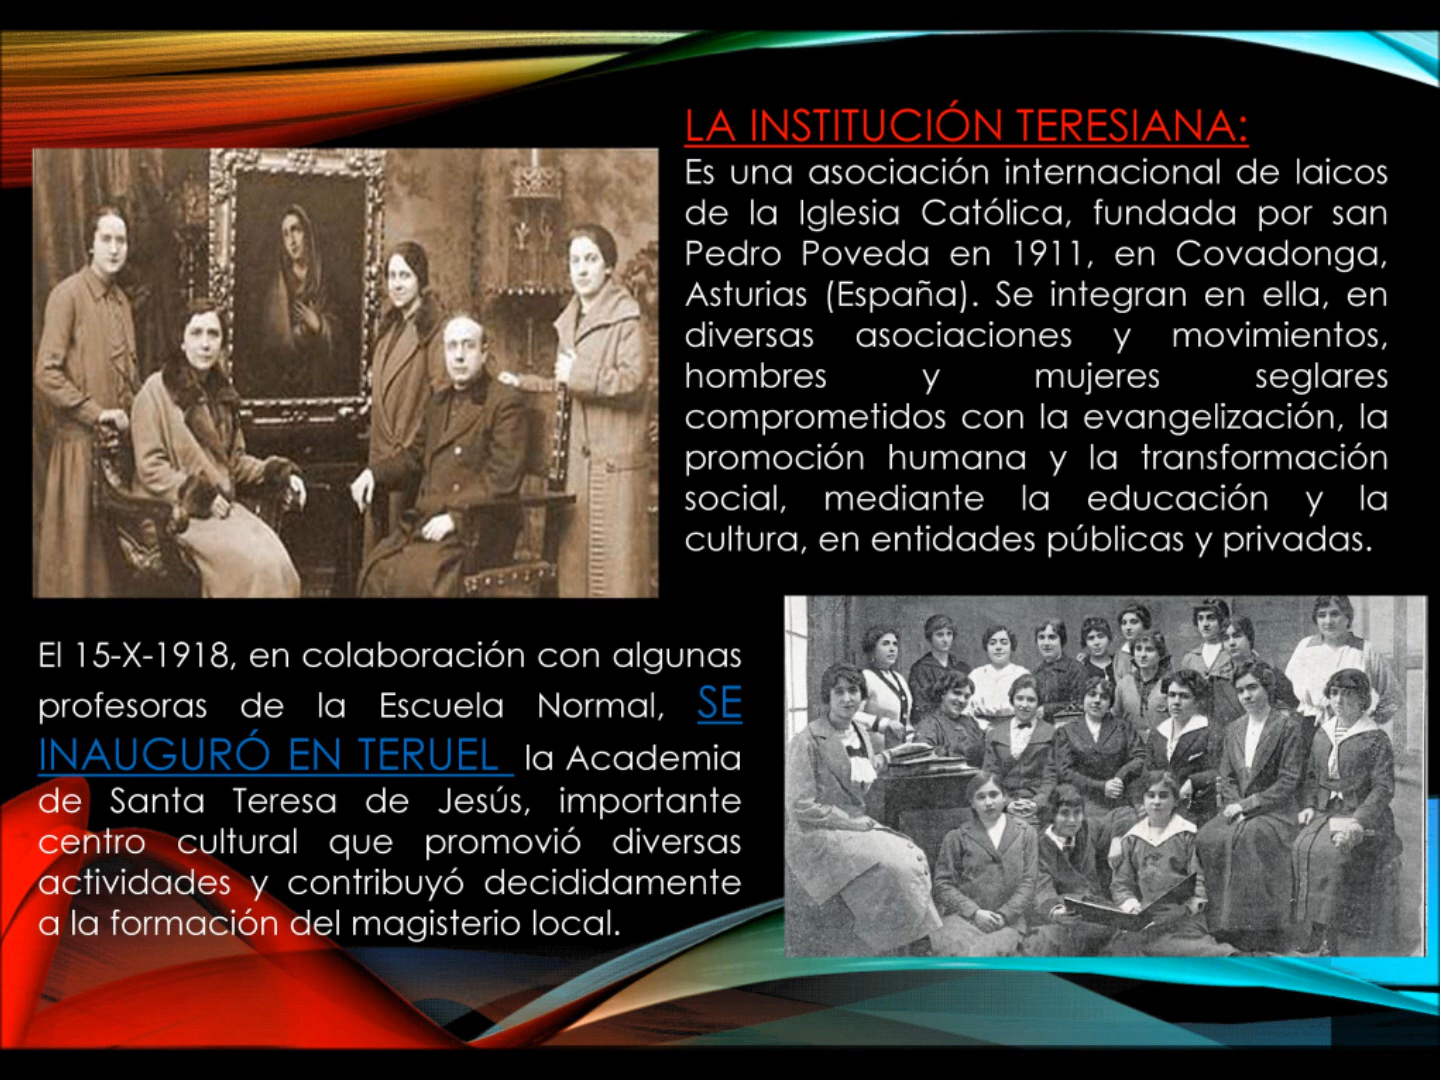 LA INSTITUCIÓN TERESIANA:
Es una asociación internacional de laicos
de la Iglesia Católica, fundada por san
Pedro Poveda en 1911, en Covadonga,
Asturias (España). Se integran en ella, en
diversas asociaciones y movimientos,
hombres y mujeres seglares
comprometidos con la evangelización, la
promoción humana y la transformación
social, mediante la educación y la
cultura, en entidades públicas y privadas.
El 15-X-1918, en colaboración con algunas
profesoras de la Escuela Normal, SE
INAUGURÓ EN TERUEL la Academia
de Santa Teresa de Jesús, importante
centro cultural que promovió diversas
actividades y contribuyó decididamente
a la formación del magisterio local.